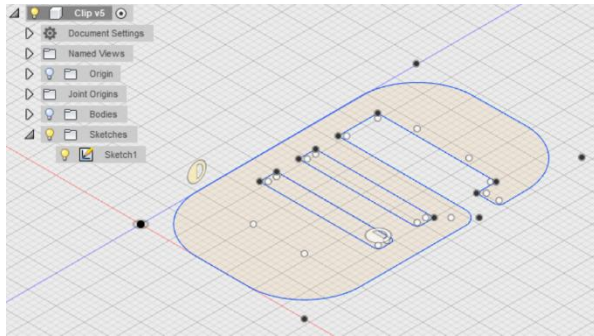 Clip v5
Document Settings
Named Views
Origin
Joint Origins
Bodies
Sketches
Sketch1